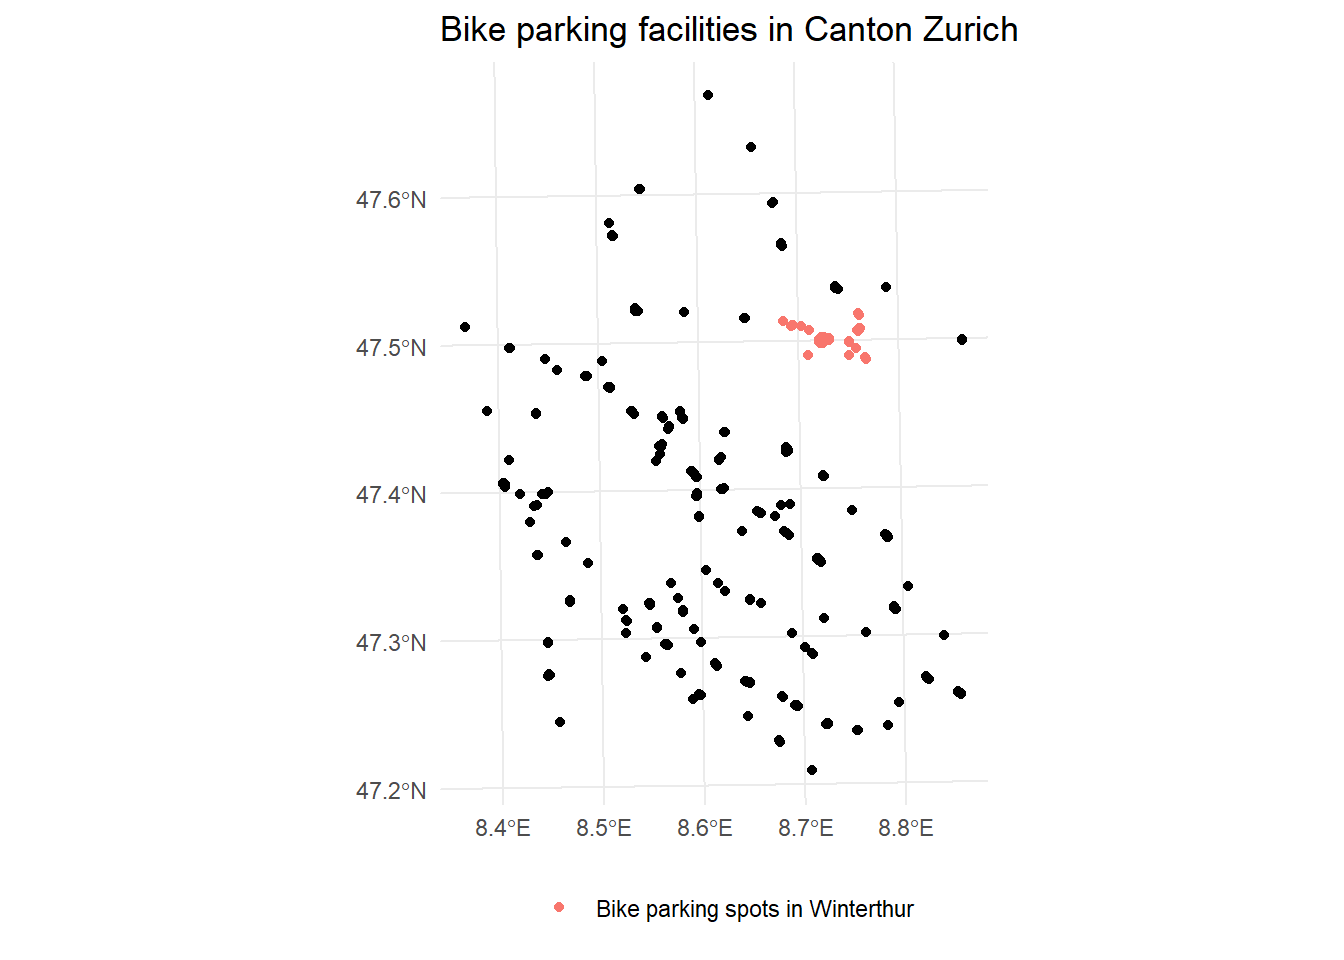 Bike parking facilities in Canton Zurich
47.6°N
47.5°N
47.4°N
47.3°N
47.2°N
8.4°E 8.5°E 8.6°E 8.7°E 8.8°E
Bike parking spots in Winterthur